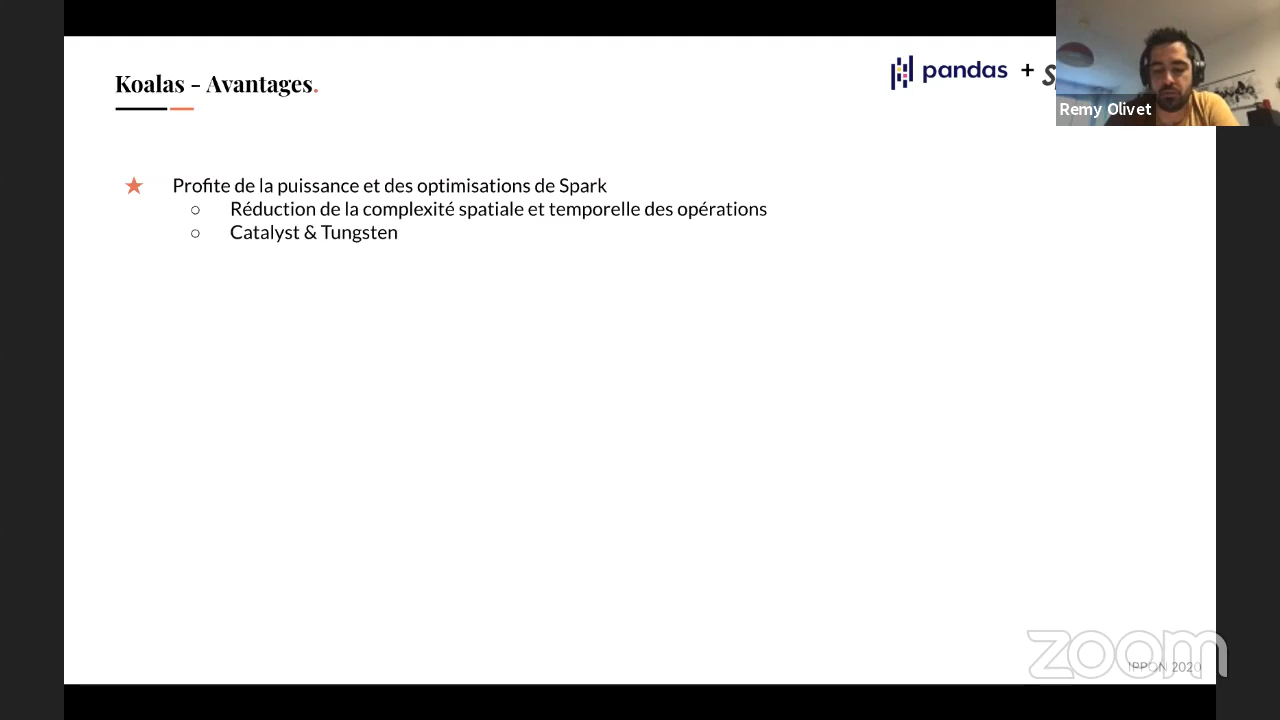 Koalas - Avantages.
pandas +
Remy Olivet
★ Profite de la puissance et des optimisations de Spark
○ Réduction de la complexité spatiale et temporelle des opérations
○ Catalyst & Tungsten
zoom
IPPON 2020